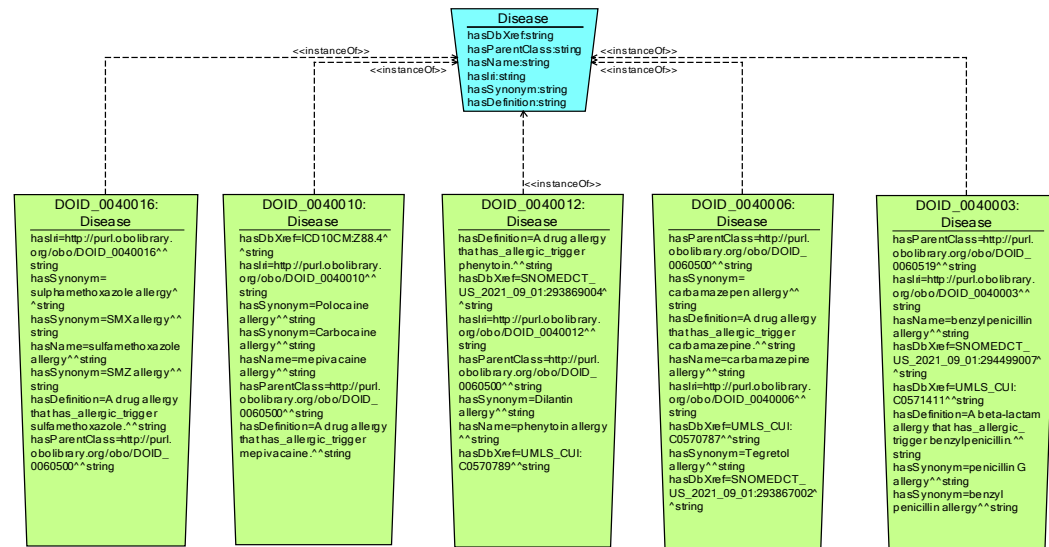 Disease
hasDbXref:string
hasParentClass:string
hasName:string
hasIri:string
hasSynonym:string
hasDefinition:string
<<instanceOf>>
<<instanceOf>>
<<instanceOf>>
<<instanceOf>>
<<instanceOf>>
DOID_0040016:
Disease
hasIri=http://purl.obolibrary.
org/obo/DOID_0040016^^
string
hasSynonym=
sulphamethoxazole allergy^
^string
hasSynonym=SMX allergy^^
string
hasName=sulfamethoxazole
allergy^^string
hasSynonym=SMZ allergy^^
string
hasDefinition=A drug allergy
that has_allergic_trigger
sulfamethoxazole.^^string
hasParentClass=http://purl.
obolibrary.org/obo/DOID_
0060500^^string
DOID_0040010:
Disease
hasDbXref=ICD10CM:Z88.4^
^string
hasIri=http://purl.obolibrary.
org/obo/DOID_0040010^^
string
hasSynonym=Polocaine
allergy^^string
hasSynonym=Carbocaine
allergy^^string
hasName=mepivacaine
allergy^^string
hasParentClass=http://purl.
obolibrary.org/obo/DOID_
0060500^^string
hasDefinition=A drug allergy
that has_allergic_trigger
mepivacaine.^^string
DOID_0040012:
Disease
hasDefinition=A drug allergy
that has_allergic_trigger
phenytoin.^^string
hasDbXref=SNOMEDCT_
US_2021_09_01:293869004^
^string
hasIri=http://purl.obolibrary.
org/obo/DOID_0040012^^
string
hasParentClass=http://purl.
obolibrary.org/obo/DOID_
0060500^^string
hasSynonym=Dilantin
allergy^^string
hasName=phenytoin allergy
^^string
hasDbXref=UMLS_CUI:
C0570789^^string
DOID_0040006:
Disease
hasParentClass=http://purl.
obolibrary.org/obo/DOID_
0060500^^string
hasSynonym=
carbamazepen allergy^^
string
hasDefinition=A drug allergy
that has_allergic_trigger
carbamazepine.^^string
hasName=carbamazepine
allergy^^string
hasIri=http://purl.obolibrary.
org/obo/DOID_0040006^^
string
hasDbXref=UMLS_CUI:
C0570787^^string
hasSynonym=Tegretol
allergy^^string
hasDbXref=SNOMEDCT_
US_2021_09_01:293867002^
^string
DOID_0040003:
Disease
hasParentClass=http://purl.
obolibrary.org/obo/DOID_
0060519^^string
hasIri=http://purl.obolibrary.
org/obo/DOID_0040003^^
string
hasName=benzylpenicillin
allergy^^string
hasDbXref=SNOMEDCT_
US_2021_09_01:294499007^
^string
hasDbXref=UMLS_CUI:
C0571411^^string
hasDefinition=A beta-lactam
allergy that has_allergic_
trigger benzylpenicillin.^^
string
hasSynonym=penicillin G
allergy^^string
hasSynonym=benzyl
penicillin allergy^^string